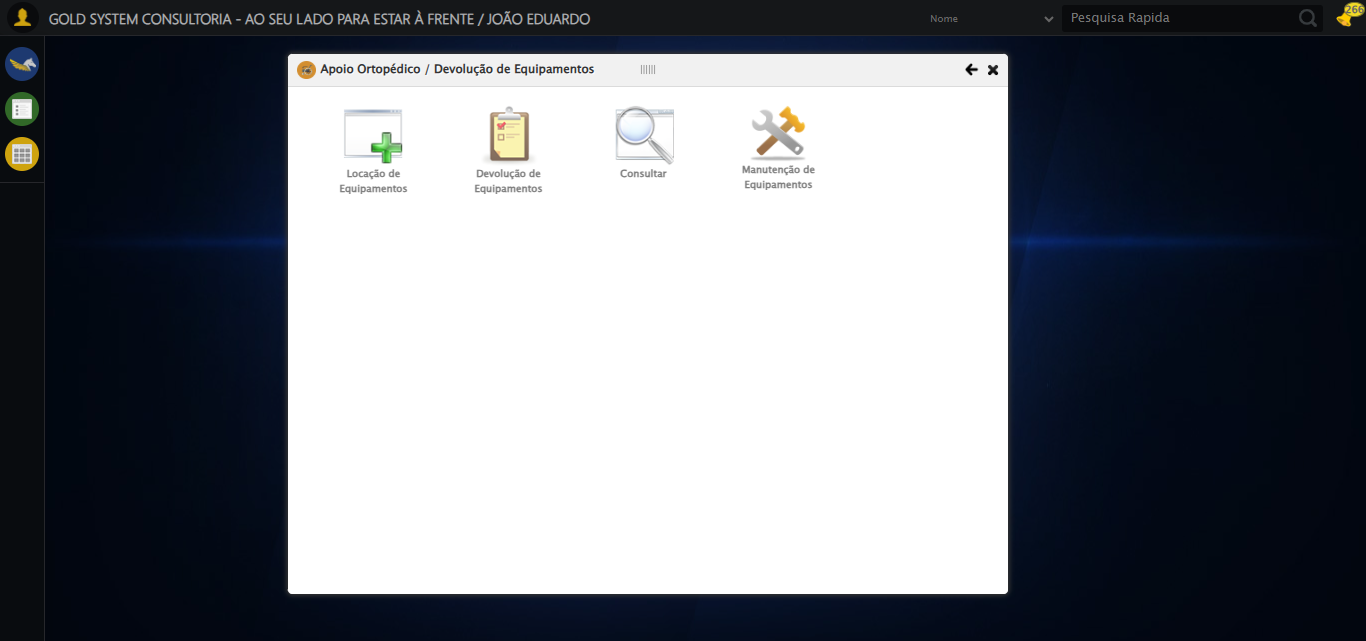 GOLD SYSTEM CONSULTORIA - AO SEU LADO PARA ESTAR À FRENTE / JOÃO EDUARDO
Nome
Pesquisa Rapida
266
Apoio Ortopédico / Devolução de Equipamentos
Locação de
Equipamentos
Devolução de
Equipamentos
Consultar
Manutenção de
Equipamentos